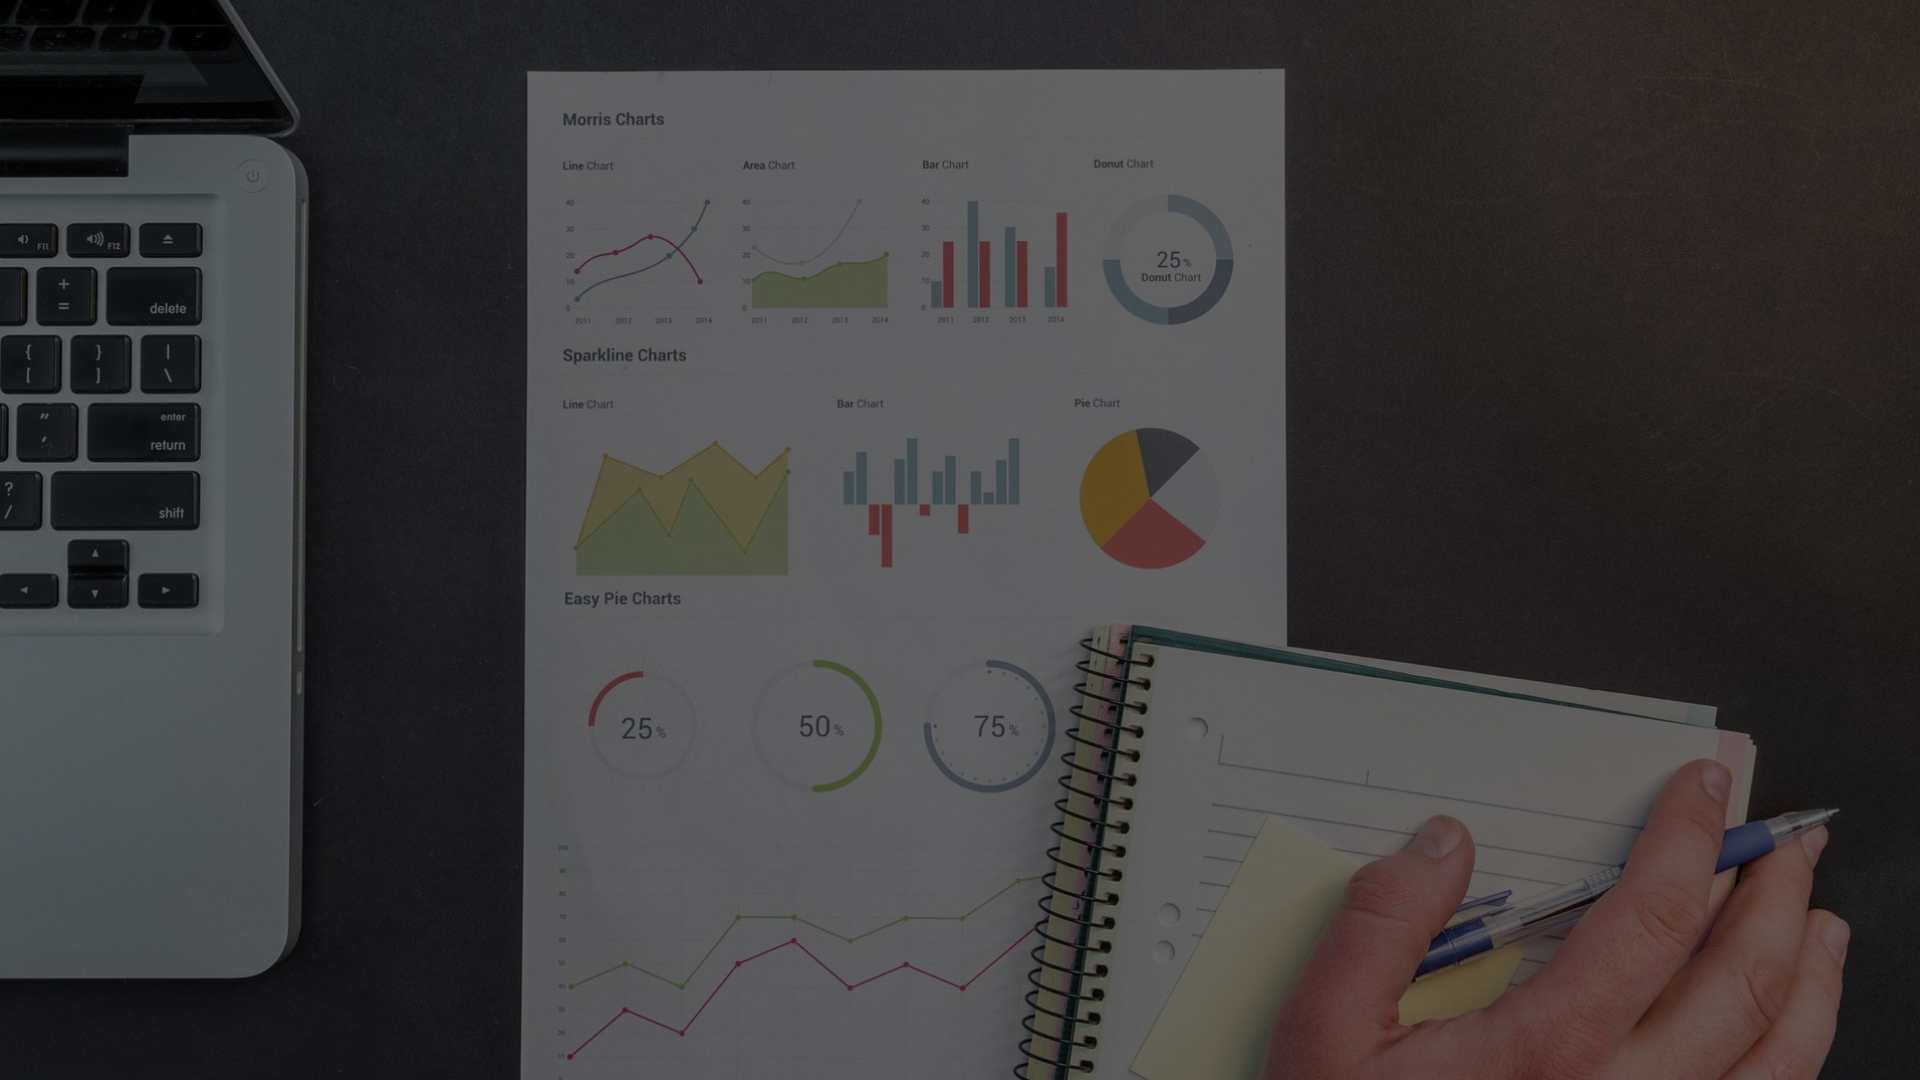 Morris Charts
Line Chart
40
30
20
10
0
2011 2012 2013 2014
Area Chart
40
30
20
10
0
2011 2012 2013 2014
Bar Chart
40
30
20
10
0
2011 2012 2013 2014
Donut Chart
25%
Donut Chart
Sparkline Charts
Line Chart
Bar Chart
Pie Chart
Easy Pie Charts
25%
50%
75%
100
90
80
70
60
50
40
30
20
10
F11
F12
+
=
delete
{
[
}
]
|
\
"
'
enter
return
?
/
shift